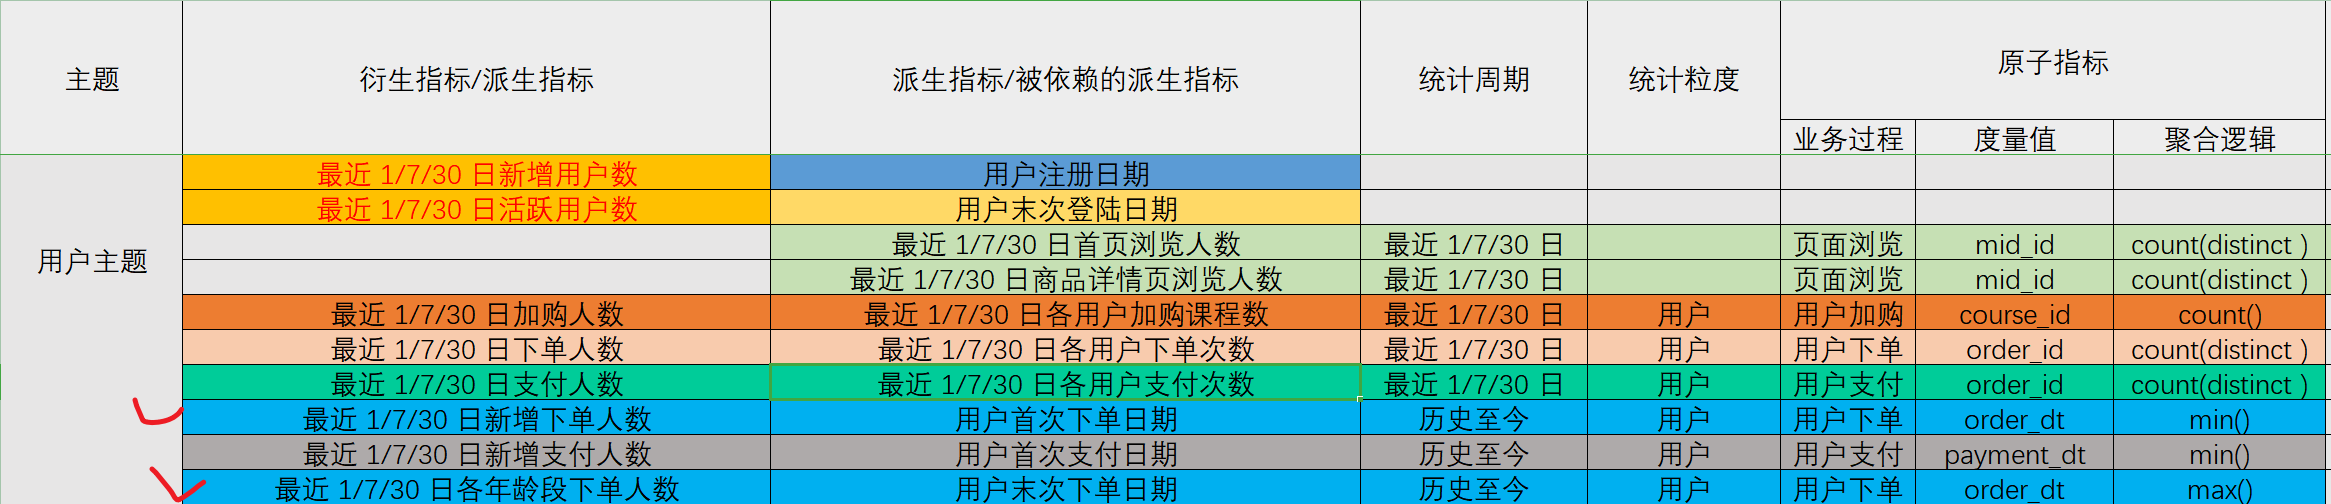 主题 衍生指标/派生指标 派生指标/被依赖的派生指标 统计周期 统计粒度 原子指标
业务过程 度量值 聚合逻辑
用户主题
最近 1/7/30 日新增用户数 用户注册日期
最近 1/7/30 日活跃用户数 用户末次登陆日期
最近 1/7/30 日首页浏览人数 最近 1/7/30 日 页面浏览 mid_id count(distinct )
最近 1/7/30 日商品详情页浏览人数 最近 1/7/30 日 页面浏览 mid_id count(distinct )
最近 1/7/30 日加购人数 最近 1/7/30 日各用户加购课程数 最近 1/7/30 日 用户 用户加购 course_id count()
最近 1/7/30 日下单人数 最近 1/7/30 日各用户下单次数 最近 1/7/30 日 用户 用户下单 order_id count(distinct )
最近 1/7/30 日支付人数 最近 1/7/30 日各用户支付次数 最近 1/7/30 日 用户 用户支付 order_id count(distinct )
最近 1/7/30 日新增下单人数 用户首次下单日期 历史至今 用户 用户下单 order_dt min()
最近 1/7/30 日新增支付人数 用户首次支付日期 历史至今 用户 用户支付 payment_dt min()
最近 1/7/30 日各年龄段下单人数 用户末次下单日期 历史至今 用户 用户下单 order_dt max()